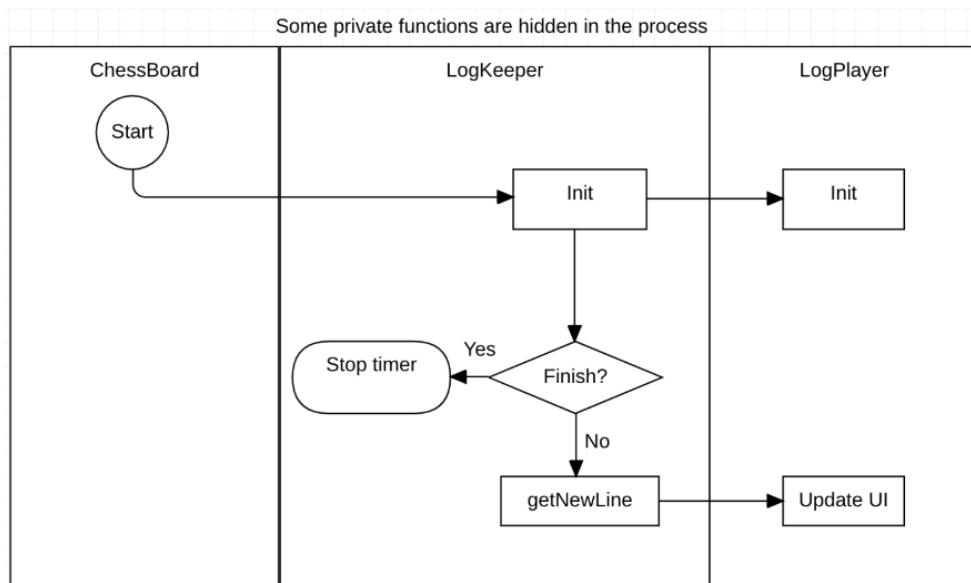 Some private functions are hidden in the process
ChessBoard
LogKeeper
LogPlayer
Start
Init
Init
Stop timer
Yes
Finish?
No
getNewLine
Update UI